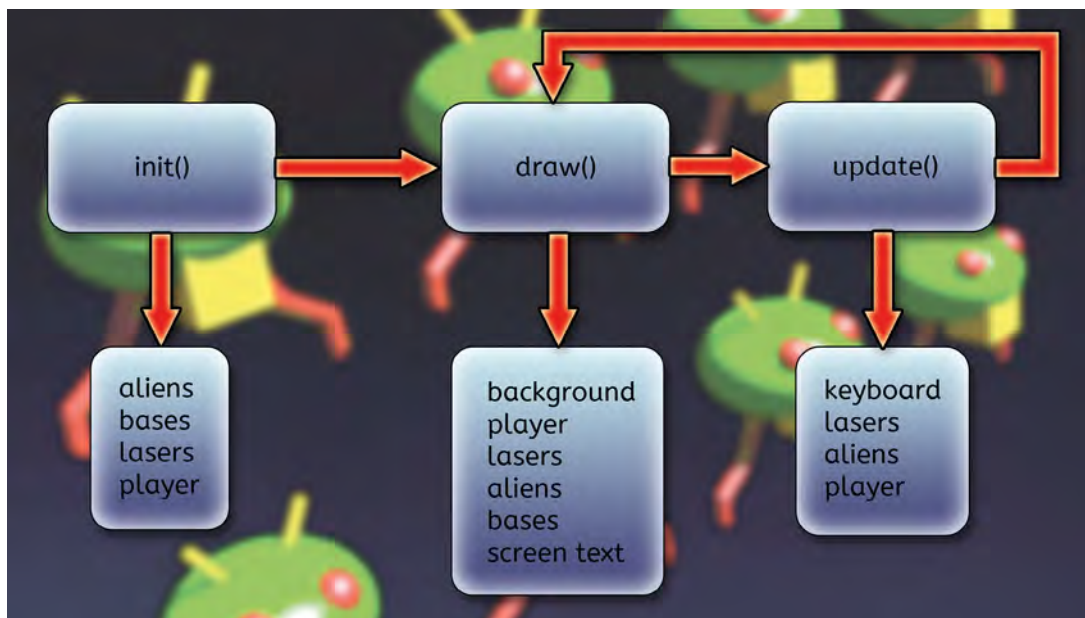 init()
draw()
update()
aliens
bases
lasers
player
background
player
lasers
aliens
bases
screen text
keyboard
lasers
aliens
player